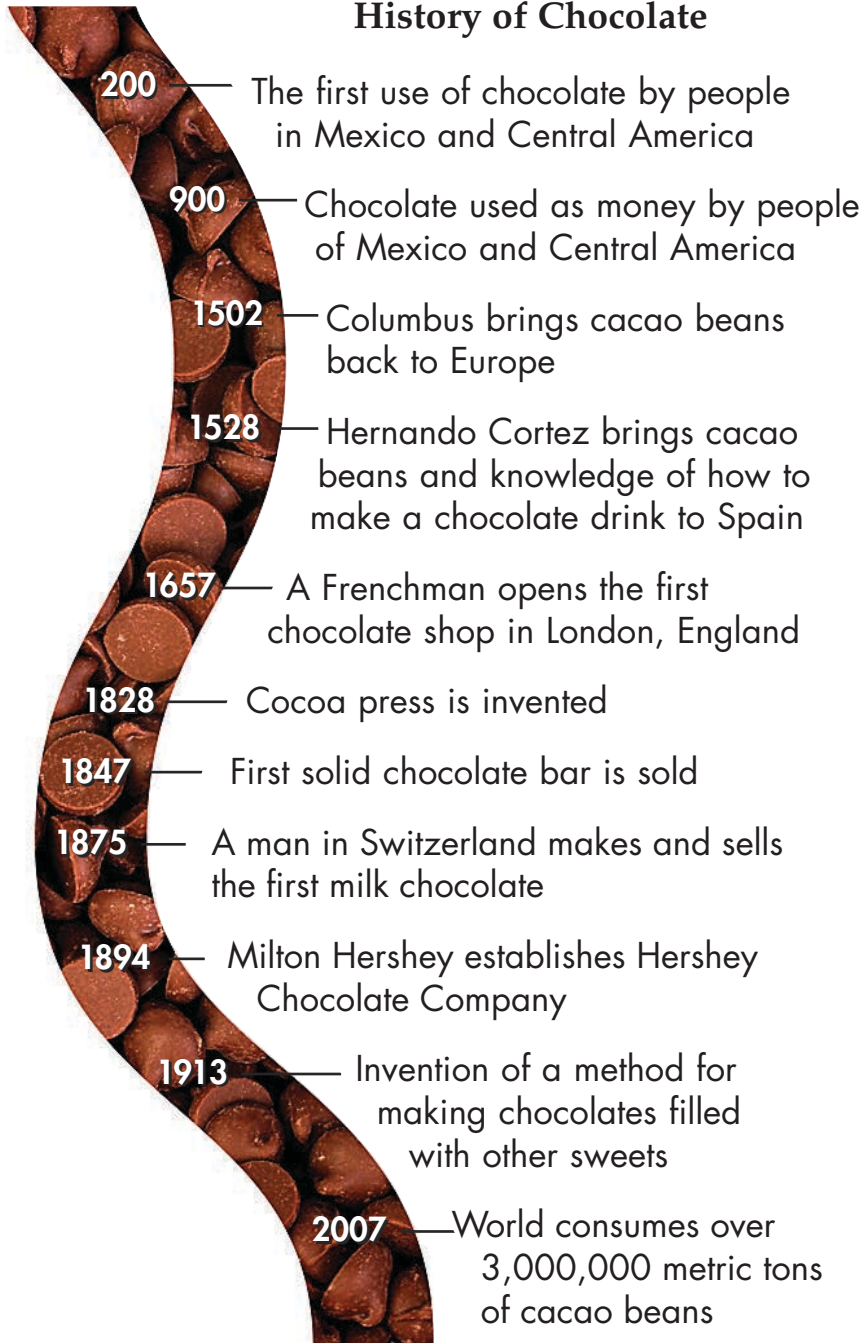 History of Chocolate
200 The first use of chocolate by people
in Mexico and Central America
900 Chocolate used as money by people
of Mexico and Central America
1502 Columbus brings cacao beans
back to Europe
1528 Hernando Cortez brings cacao
beans and knowledge of how to
make a chocolate drink to Spain
1657 A Frenchman opens the first
chocolate shop in London, England
1828 Cocoa press is invented
1847 First solid chocolate bar is sold
1875 A man in Switzerland makes and sells
the first milk chocolate
1894 Milton Hershey establishes Hershey
Chocolate Company
1913 Invention of a method for
making chocolates filled
with other sweets
2007 World consumes over
3,000,000 metric tons
of cacao beans